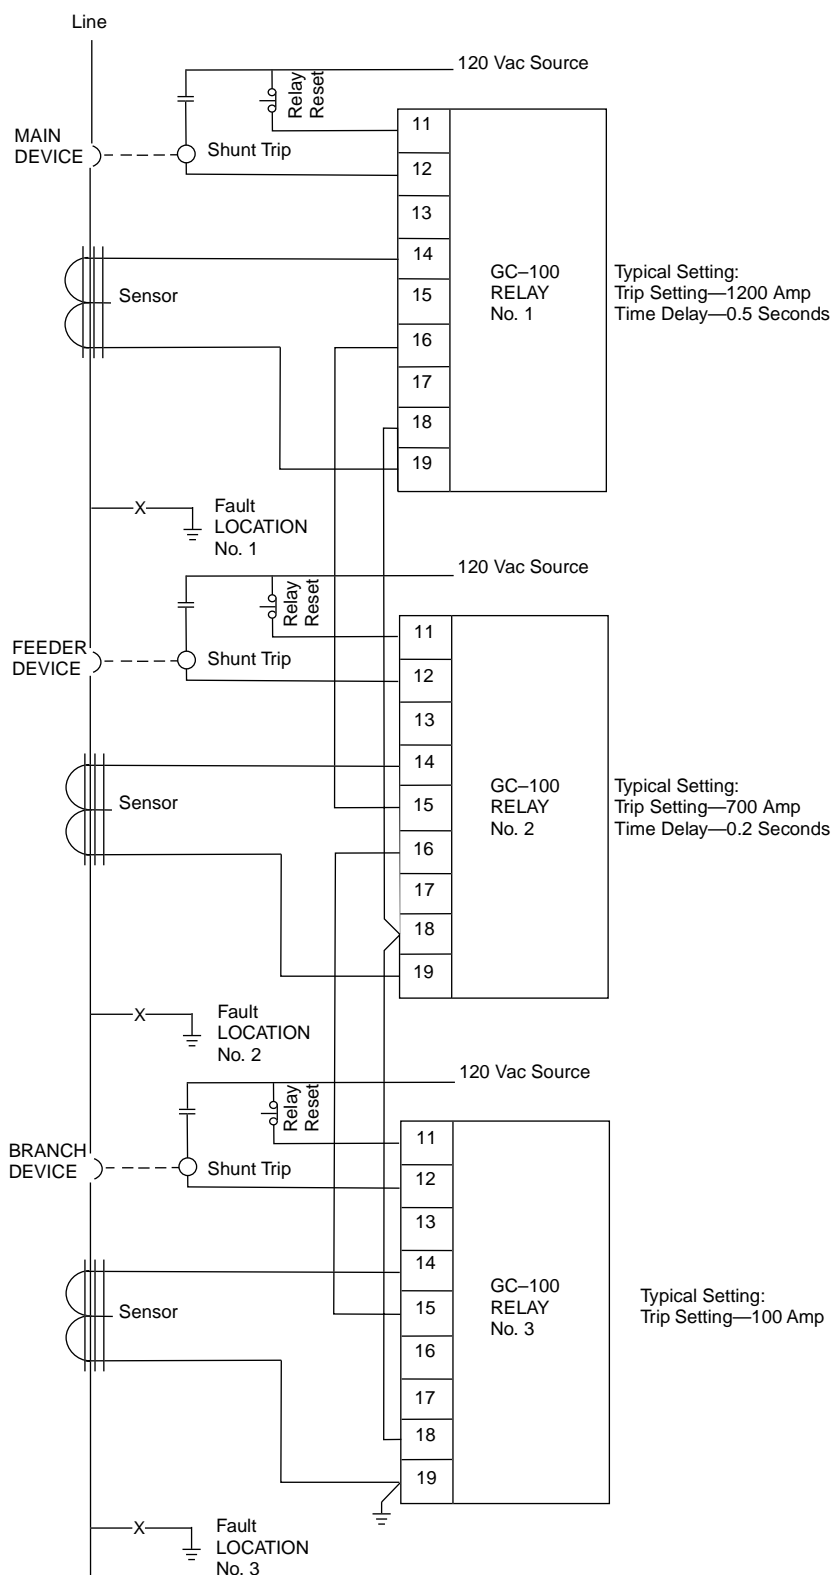 Line
120 Vac Source
Relay
Reset
MAIN
DEVICE
Shunt Trip
11
12
13
14
15
16
17
18
19
GC–100
RELAY
No. 1
Typical Setting:
Trip Setting—1200 Amp
Time Delay—0.5 Seconds
Sensor
X
Fault
LOCATION
No. 1
120 Vac Source
Relay
Reset
FEEDER
DEVICE
Shunt Trip
11
12
13
14
15
16
17
18
19
GC–100
RELAY
No. 2
Typical Setting:
Trip Setting—700 Amp
Time Delay—0.2 Seconds
Sensor
X
Fault
LOCATION
No. 2
120 Vac Source
Relay
Reset
BRANCH
DEVICE
Shunt Trip
11
12
13
14
15
16
17
18
19
GC–100
RELAY
No. 3
Typical Setting:
Trip Setting—100 Amp
Sensor
X
Fault
LOCATION
No. 3